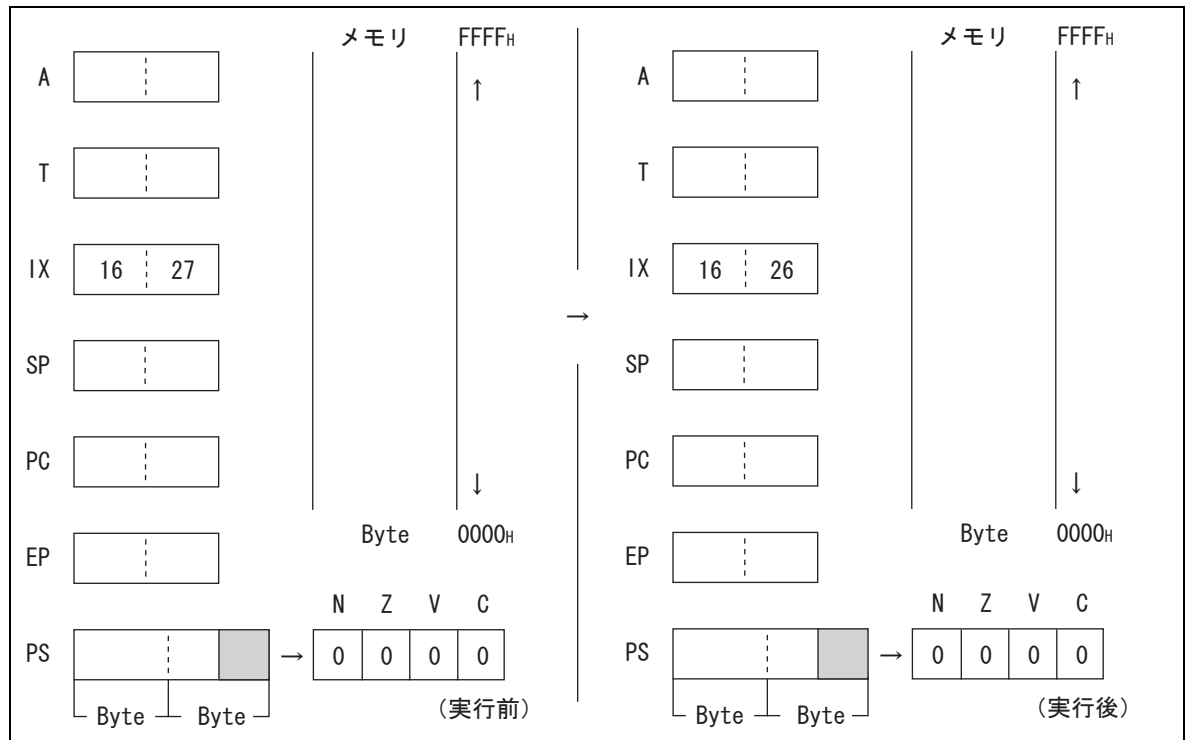 メモリ FFFFH
A
↑
T
IX 16 27
SP
PC
↓
Byte 0000H
EP
N Z V C
PS → 0 0 0 0
Byte Byte (実行前)
→
メモリ FFFFH
A
↑
T
IX 16 26
SP
PC
↓
Byte 0000H
EP
N Z V C
PS → 0 0 0 0
Byte Byte (実行後)